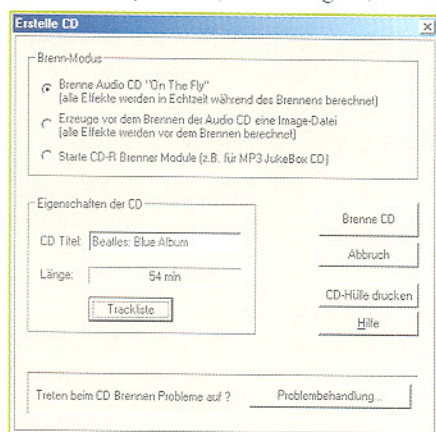 Erstelle CD
Brenn-Modus
Brenne Audio CD "On The Fly"
(alle Effekte werden in Echtzeit während des Brennens berechnet)
Erzeuge vor dem Brennen der Audio CD eine Image-Datei
(alle Effekte werden vor dem Brennen berechnet)
Starte CD-R Brenner Module (z.B. für MP3 JukeBox CD)
Eigenschaften der CD
CD Titel: Beatles: Blue Album
Länge: 54 min
Trackliste
Brenne CD
Abbruch
CD-Hülle drucken
Hilfe
Treten beim CD Brennen Probleme auf ? Problembehandlung...